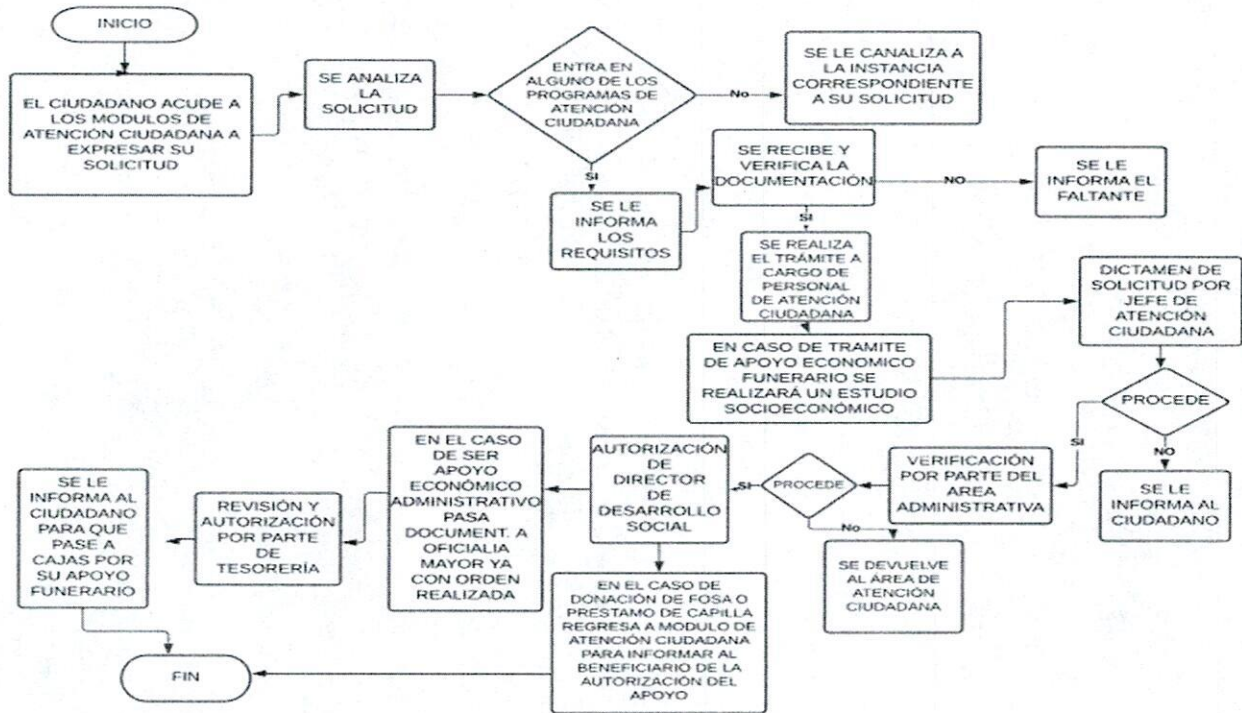 INICIO
EL CIUDADANO ACUDE A
LOS MODULOS DE
ATENCIÓN CIUDADANA A
EXPRESAR SU
SOLICITUD
SE ANALIZA
LA
SOLICITUD
ENTRA EN
ALGUNO DE LOS
PROGRAMAS DE
ATENCIÓN
CIUDADANA
No
SE LE CANALIZA A
LA INSTANCIA
CORRESPONDIENTE
A SU SOLICITUD
SI
SE LE
INFORMA
LOS
REQUISITOS
SE RECIBE Y
VERIFICA LA
DOCUMENTACIÓN
NO
SE LE
INFORMA EL
FALTANTE
SI
SE REALIZA
EL TRÁMITE A
CARGO DE
PERSONAL
DE ATENCIÓN
CIUDADANA
EN CASO DE TRAMITE
DE APOYO ECONOMICO
FUNERARIO SE
REALIZARÁ UN ESTUDIO
SOCIOECONÓMICO
DICTAMEN DE
SOLICITUD POR
JEFE DE
ATENCIÓN
CIUDADANA
PROCEDE
NO
SE LE
INFORMA AL
CIUDADANO
SI
VERIFICACIÓN
POR PARTE DEL
AREA
ADMINISTRATIVA
PROCEDE
No
SE DEVUELVE
AL ÁREA DE
ATENCIÓN
CIUDADANA
SI
AUTORIZACIÓN
DE
DIRECTOR
DE
DESARROLLO
SOCIAL
EN EL CASO
DE SER
APOYO
ECONÓMICO
ADMINISTRATIVO
PASA
DOCUMENT. A
OFICIALIA
MAYOR YA
CON ORDEN
REALIZADA
REVISIÓN Y
AUTORIZACIÓN
POR PARTE
DE
TESORERÍA
SE LE
INFORMA AL
CIUDADANO
PARA QUE
PASE A
CAJAS POR
SU APOYO
FUNERARIO
EN EL CASO DE
DONACIÓN DE FOSA O
PRESTAMO DE CAPILLA
REGRESA A MODULO DE
ATENCIÓN CIUDADANA
PARA INFORMAR AL
BENEFICIARIO DE LA
AUTORIZACIÓN DEL
APOYO
FIN